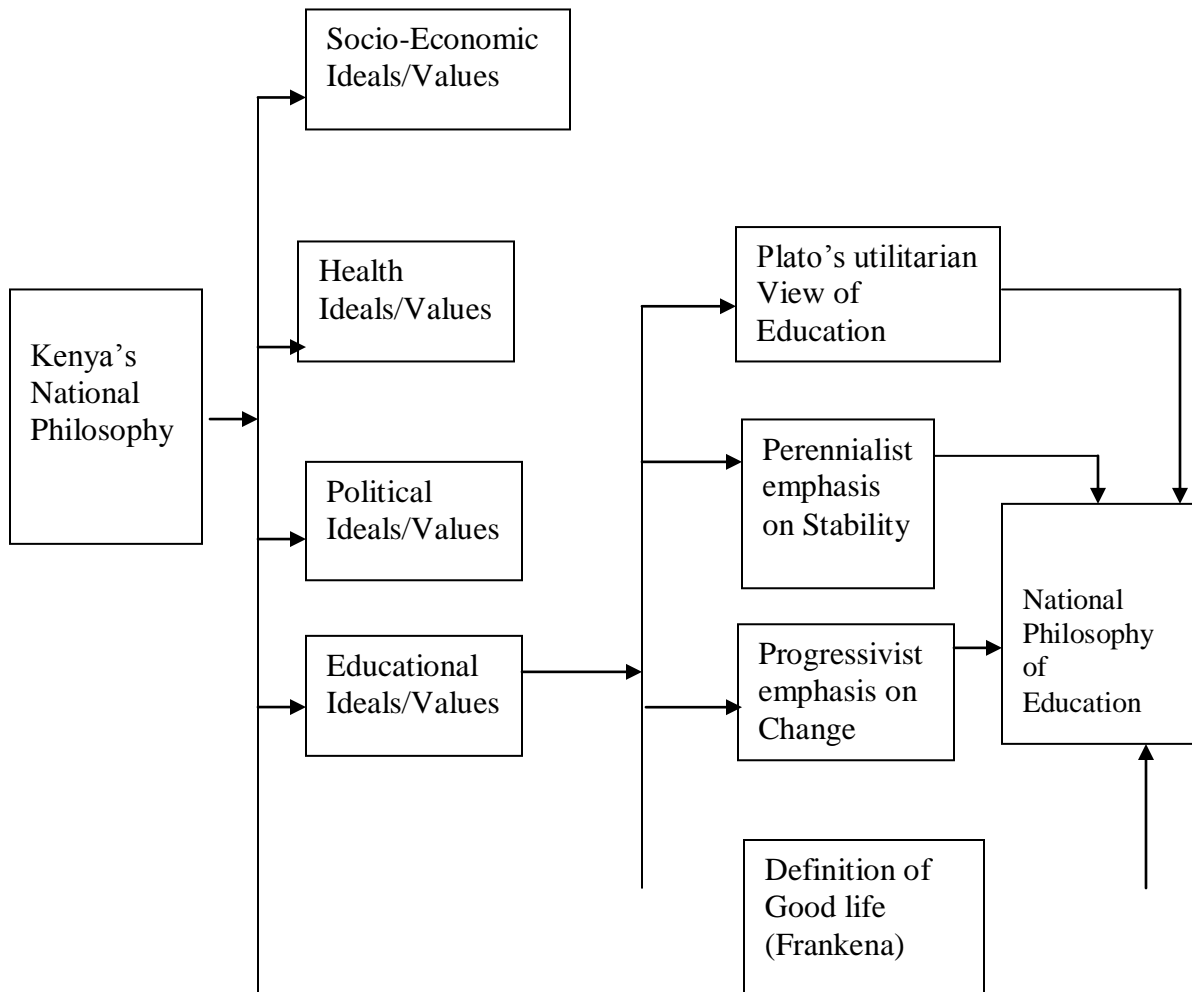 Socio-Economic
Ideals/Values
Health
Ideals/Values
Kenya’s
National
Philosophy
Political
Ideals/Values
Educational
Ideals/Values
Plato’s utilitarian
View of
Education
Perennialist
emphasis
on Stability
Progressivist
emphasis on
Change
Definition of
Good life
(Frankena)
National
Philosophy
of
Education